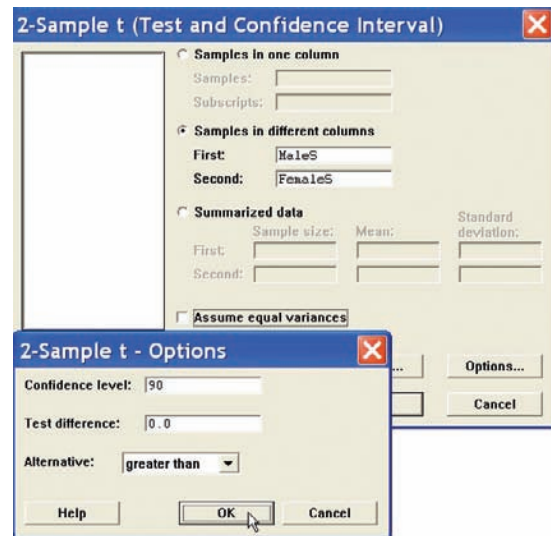 2-Sample t (Test and Confidence Interval)
Samples in one column
Samples:
Subscripts:
Samples in different columns
First: MaleS
Second: FemaleS
Summarized data
Sample size: Mean: Standard deviation:
First:
Second:
Assume equal variances
... Options...
Cancel
2-Sample t - Options
Confidence level: 90
Test difference: 0.0
Alternative: greater than
Help OK Cancel